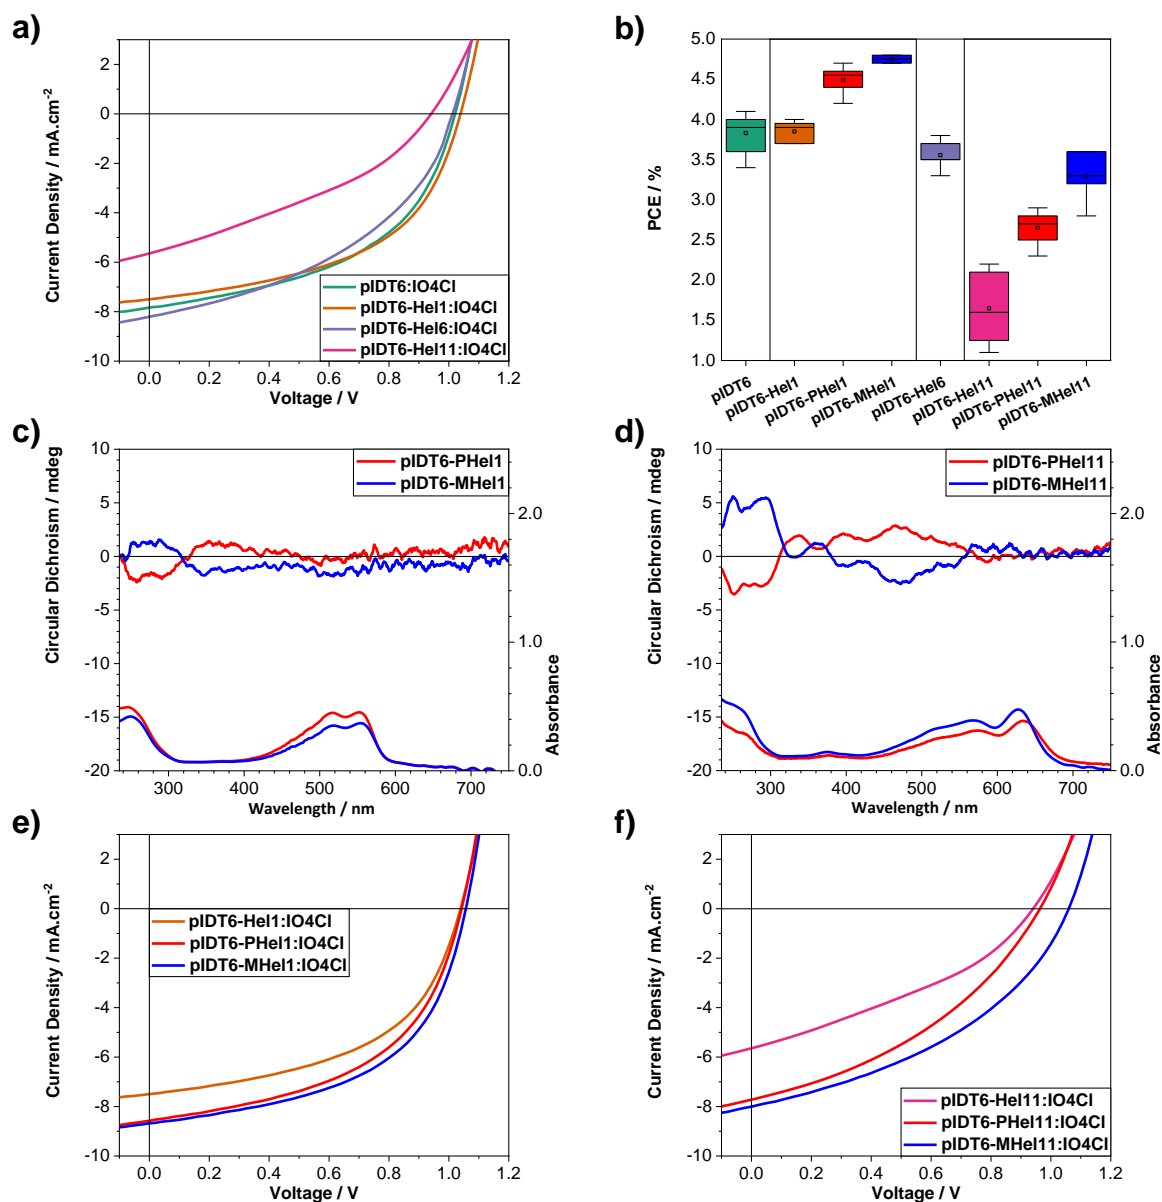 a)
2
0
-2
-4
-6
-8
-10
0.0 0.2 0.4 0.6 0.8 1.0 1.2
Current Density / mA.cm-2
Voltage / V
pIDT6:IO4Cl
pIDT6-Hel1:IO4Cl
pIDT6-Hel6:IO4Cl
pIDT6-Hel11:IO4Cl
b)
5.0
4.5
4.0
3.5
3.0
2.5
2.0
1.5
1.0
PCE / %
pIDT6
pIDT6-Hel1
pIDT6-PHel1
pIDT6-MHel1
pIDT6-Hel6
pIDT6-Hel11
pIDT6-PHel11
pIDT6-MHel11
c)
10
5
0
-5
-10
-15
-20
Circular Dichroism / mdeg
pIDT6-PHel1
pIDT6-MHel1
2.0
1.0
0.0
Absorbance
300 400 500 600 700
Wavelength / nm
d)
10
5
0
-5
-10
-15
-20
Circular Dichroism / mdeg
pIDT6-PHel11
pIDT6-MHel11
2.0
1.0
0.0
Absorbance
300 400 500 600 700
Wavelength / nm
e)
2
0
-2
-4
-6
-8
-10
Current Density / mA.cm-2
pIDT6-Hel1:IO4Cl
pIDT6-PHel1:IO4Cl
pIDT6-MHel1:IO4Cl
0.0 0.2 0.4 0.6 0.8 1.0 1.2
Voltage / V
f)
2
0
-2
-4
-6
-8
-10
Current Density / mA.cm-2
pIDT6-Hel11:IO4Cl
pIDT6-PHel11:IO4Cl
pIDT6-MHel11:IO4Cl
0.0 0.2 0.4 0.6 0.8 1.0 1.2
Voltage / V